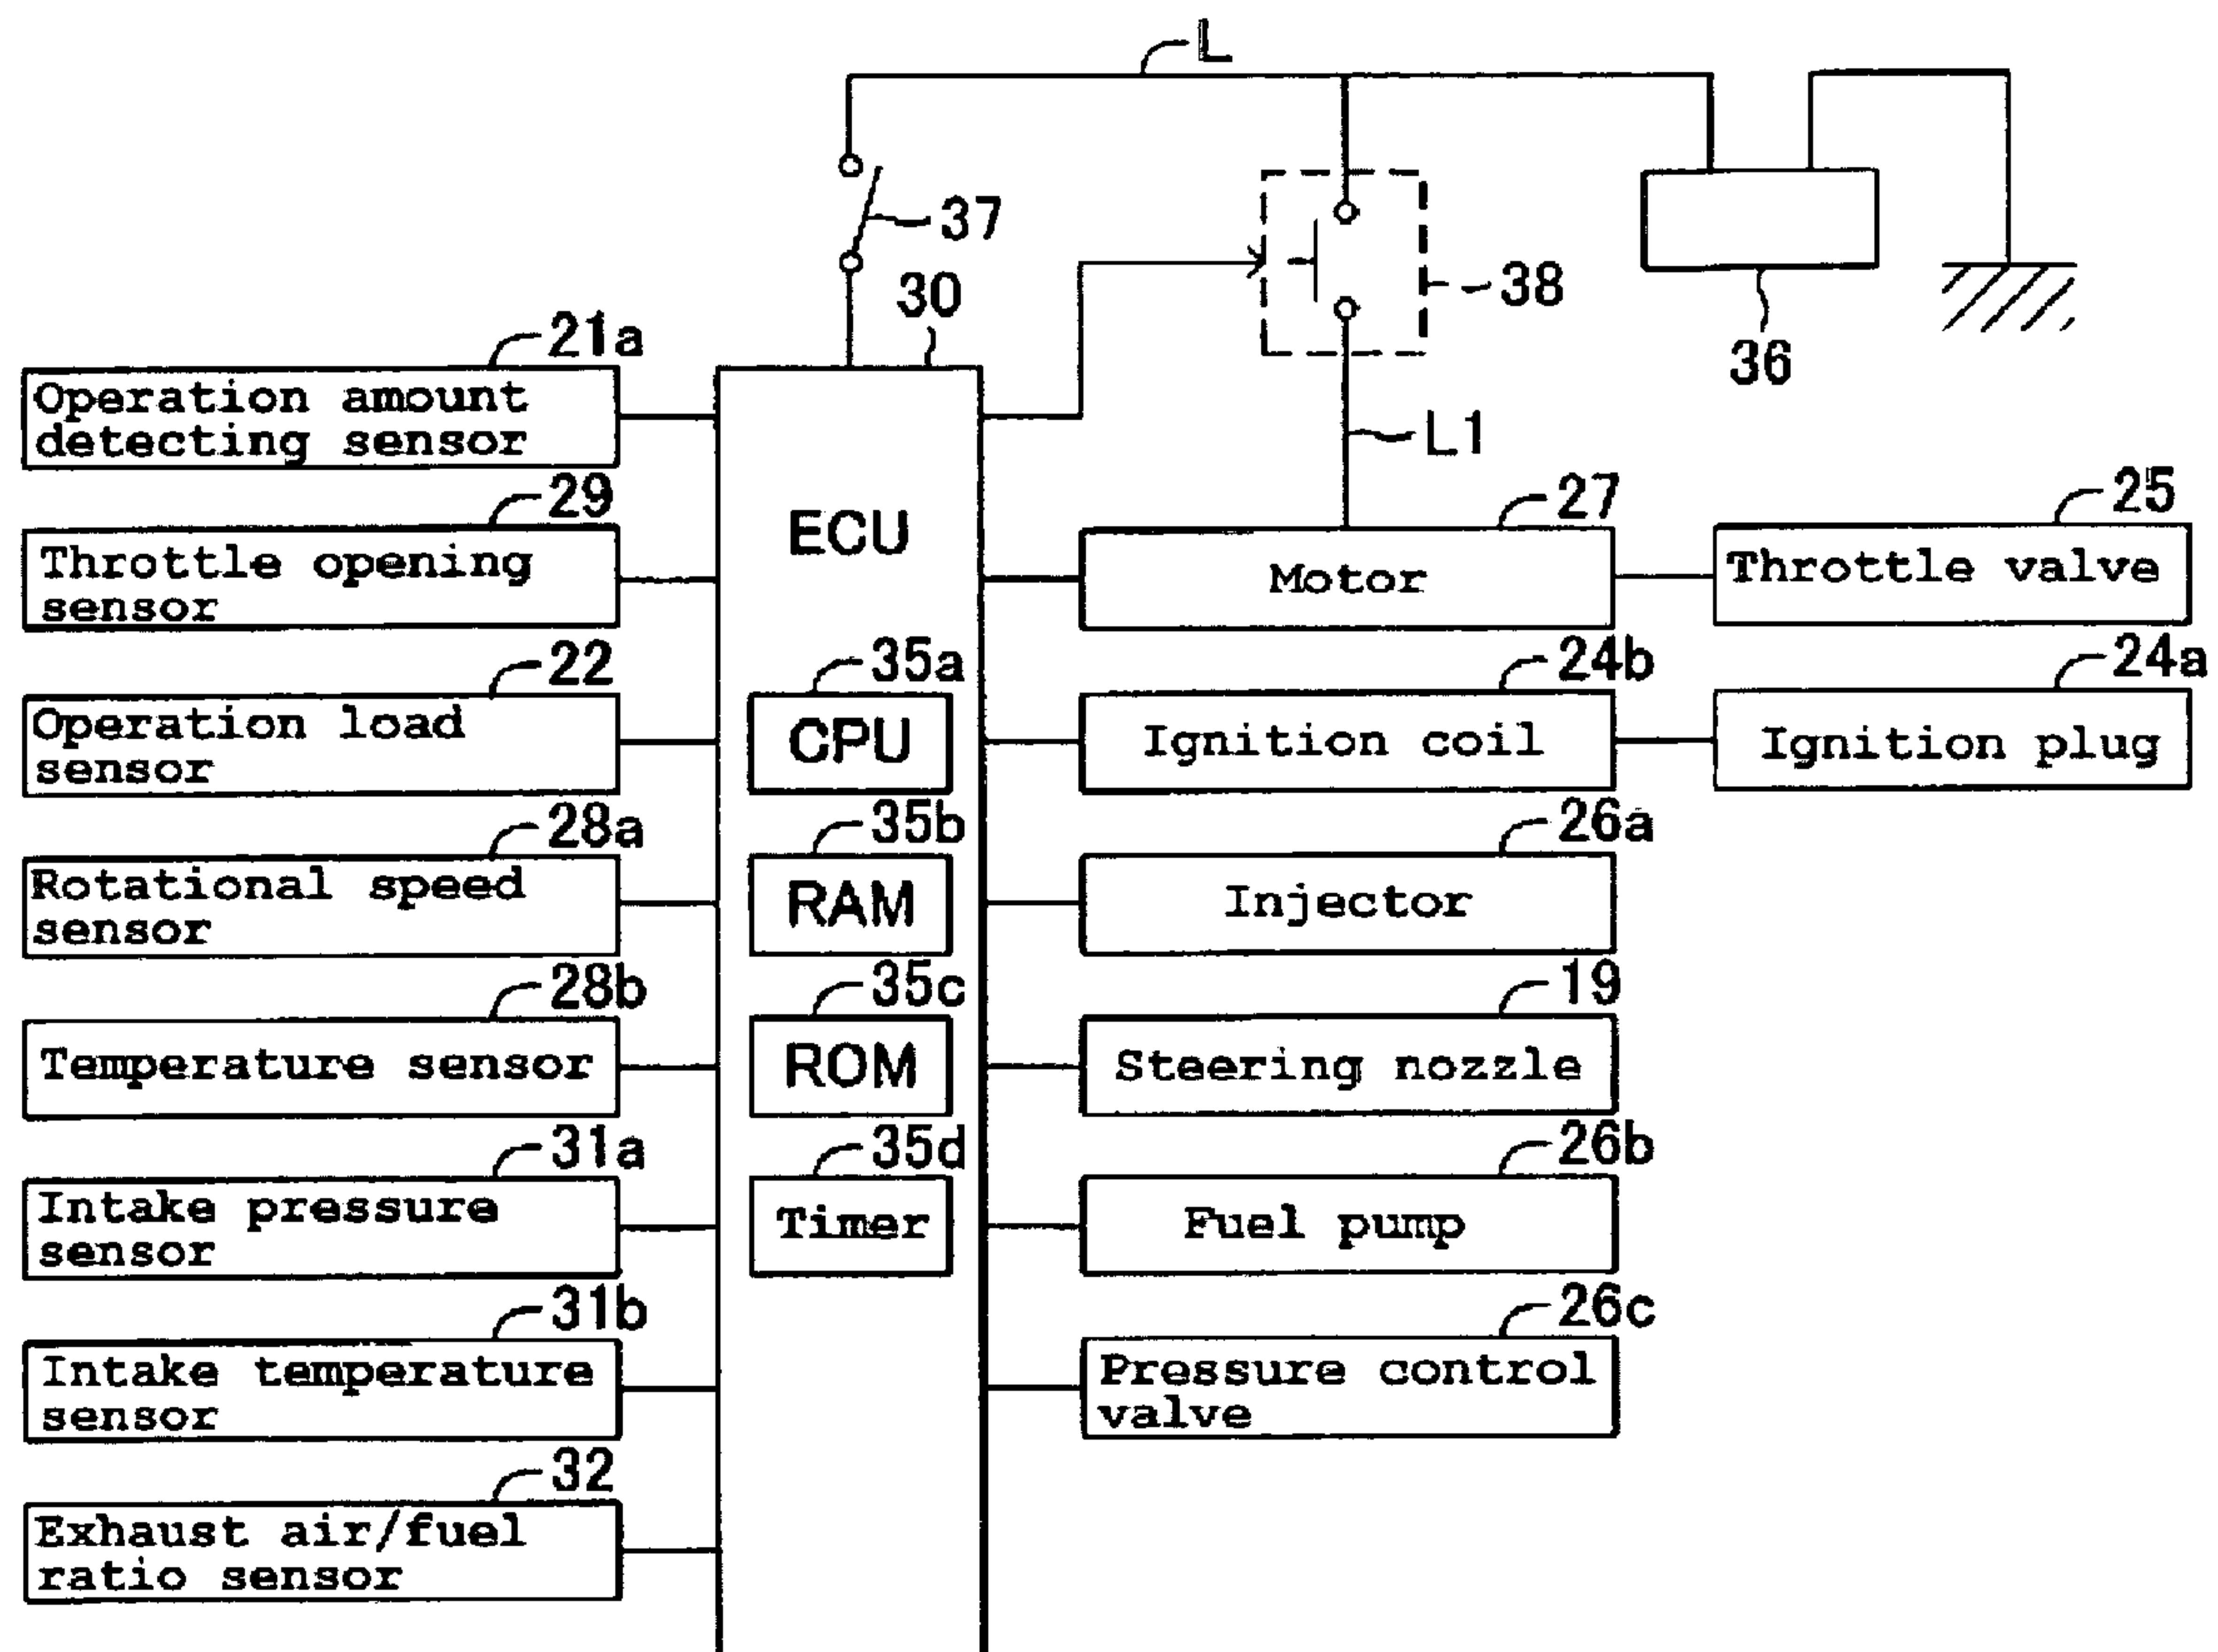 L
37
30
38
36
21a
Operation amount
detecting sensor
L1
29
Throttle opening
sensor
ECU
27
Motor
25
Throttle valve
22
Operation load
sensor
35a
CPU
24b
Ignition coil
24a
Ignition plug
28a
Rotational speed
sensor
35b
RAM
26a
Injector
28b
Temperature sensor
35c
ROM
19
Steering nozzle
31a
Intake pressure
sensor
35d
Timer
26b
Fuel pump
31b
Intake temperature
sensor
26c
Pressure control
valve
32
Exhaust air/fuel
ratio sensor